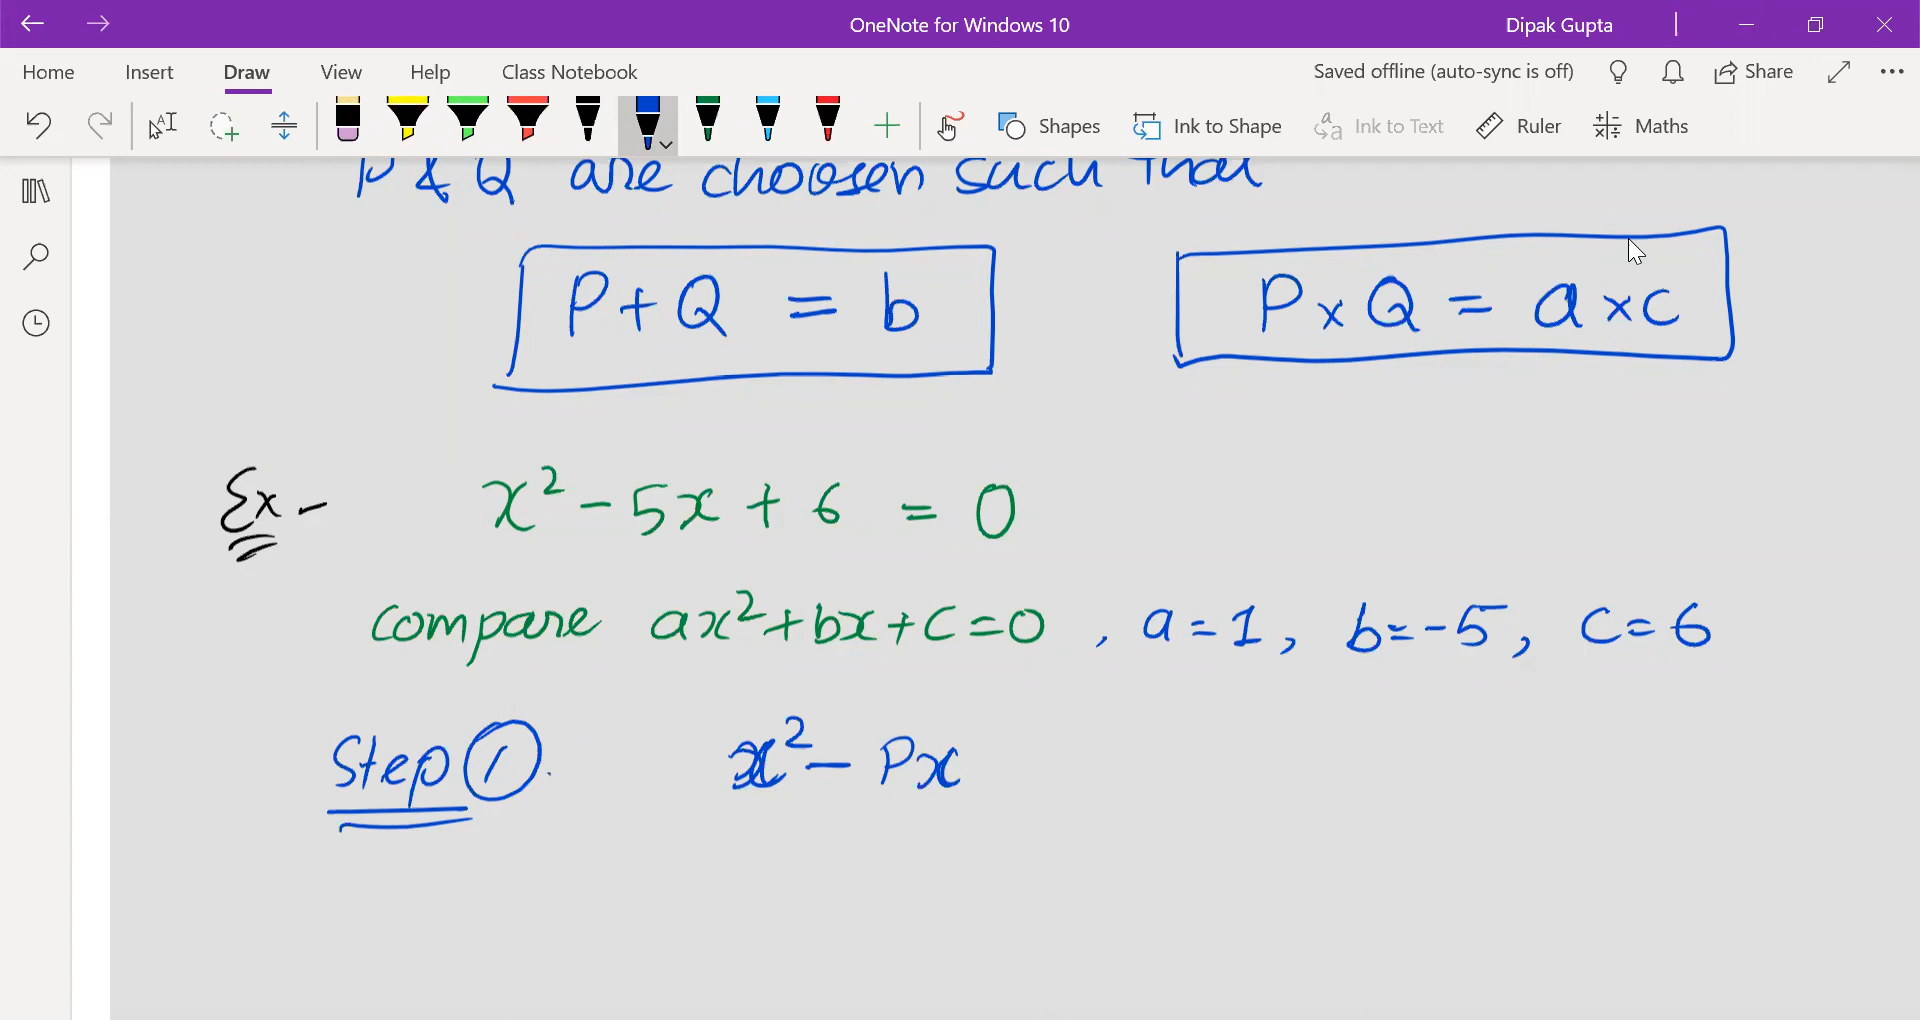 OneNote for Windows 10
Dipak Gupta
Home Insert Draw View Help Class Notebook
Saved offline (auto-sync is off) Share
Shapes Ink to Shape Ink to Text Ruler Maths
P & Q are choosen such that
P+Q = b
P×Q = a×c
Ex -
x² - 5x + 6 = 0
compare ax²+bx+c=0 , a=1, b=-5, c=6
Step ①. x² - Px